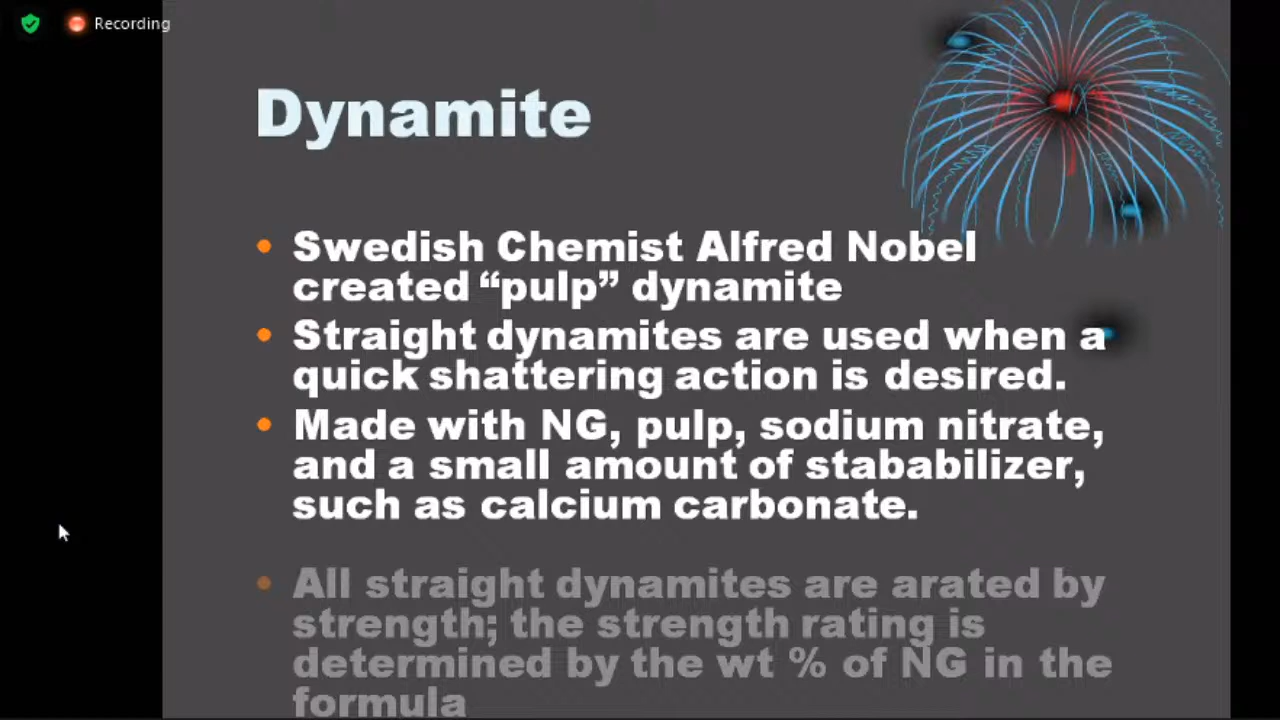 Recording
Dynamite
• Swedish Chemist Alfred Nobel
created “pulp” dynamite
• Straight dynamites are used when a
quick shattering action is desired.
• Made with NG, pulp, sodium nitrate,
and a small amount of stababilizer,
such as calcium carbonate.
• All straight dynamites are arated by
strength; the strength rating is
determined by the wt % of NG in the
formula